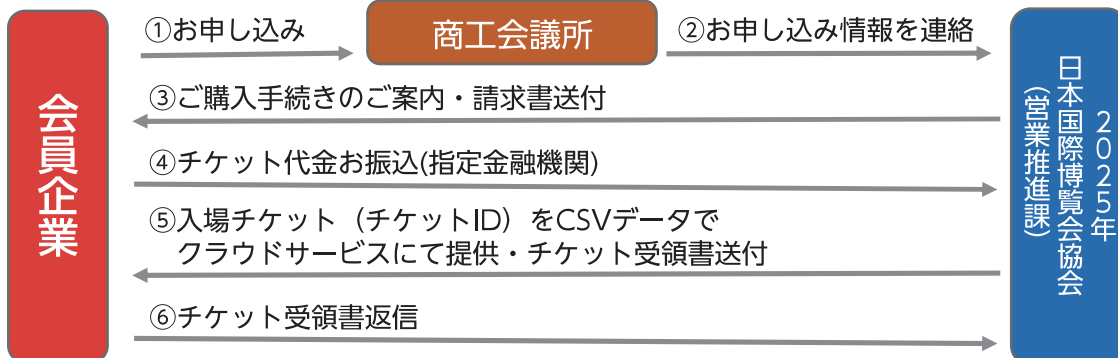 ①お申し込み
商工会議所
②お申し込み情報を連絡
会員企業
2025年
日本国際博覧会協会
(営業推進課)
③ご購入手続きのご案内・請求書送付
④チケット代金お振込(指定金融機関)
⑤入場チケット（チケットID）をCSVデータで
クラウドサービスにて提供・チケット受領書送付
⑥チケット受領書返信